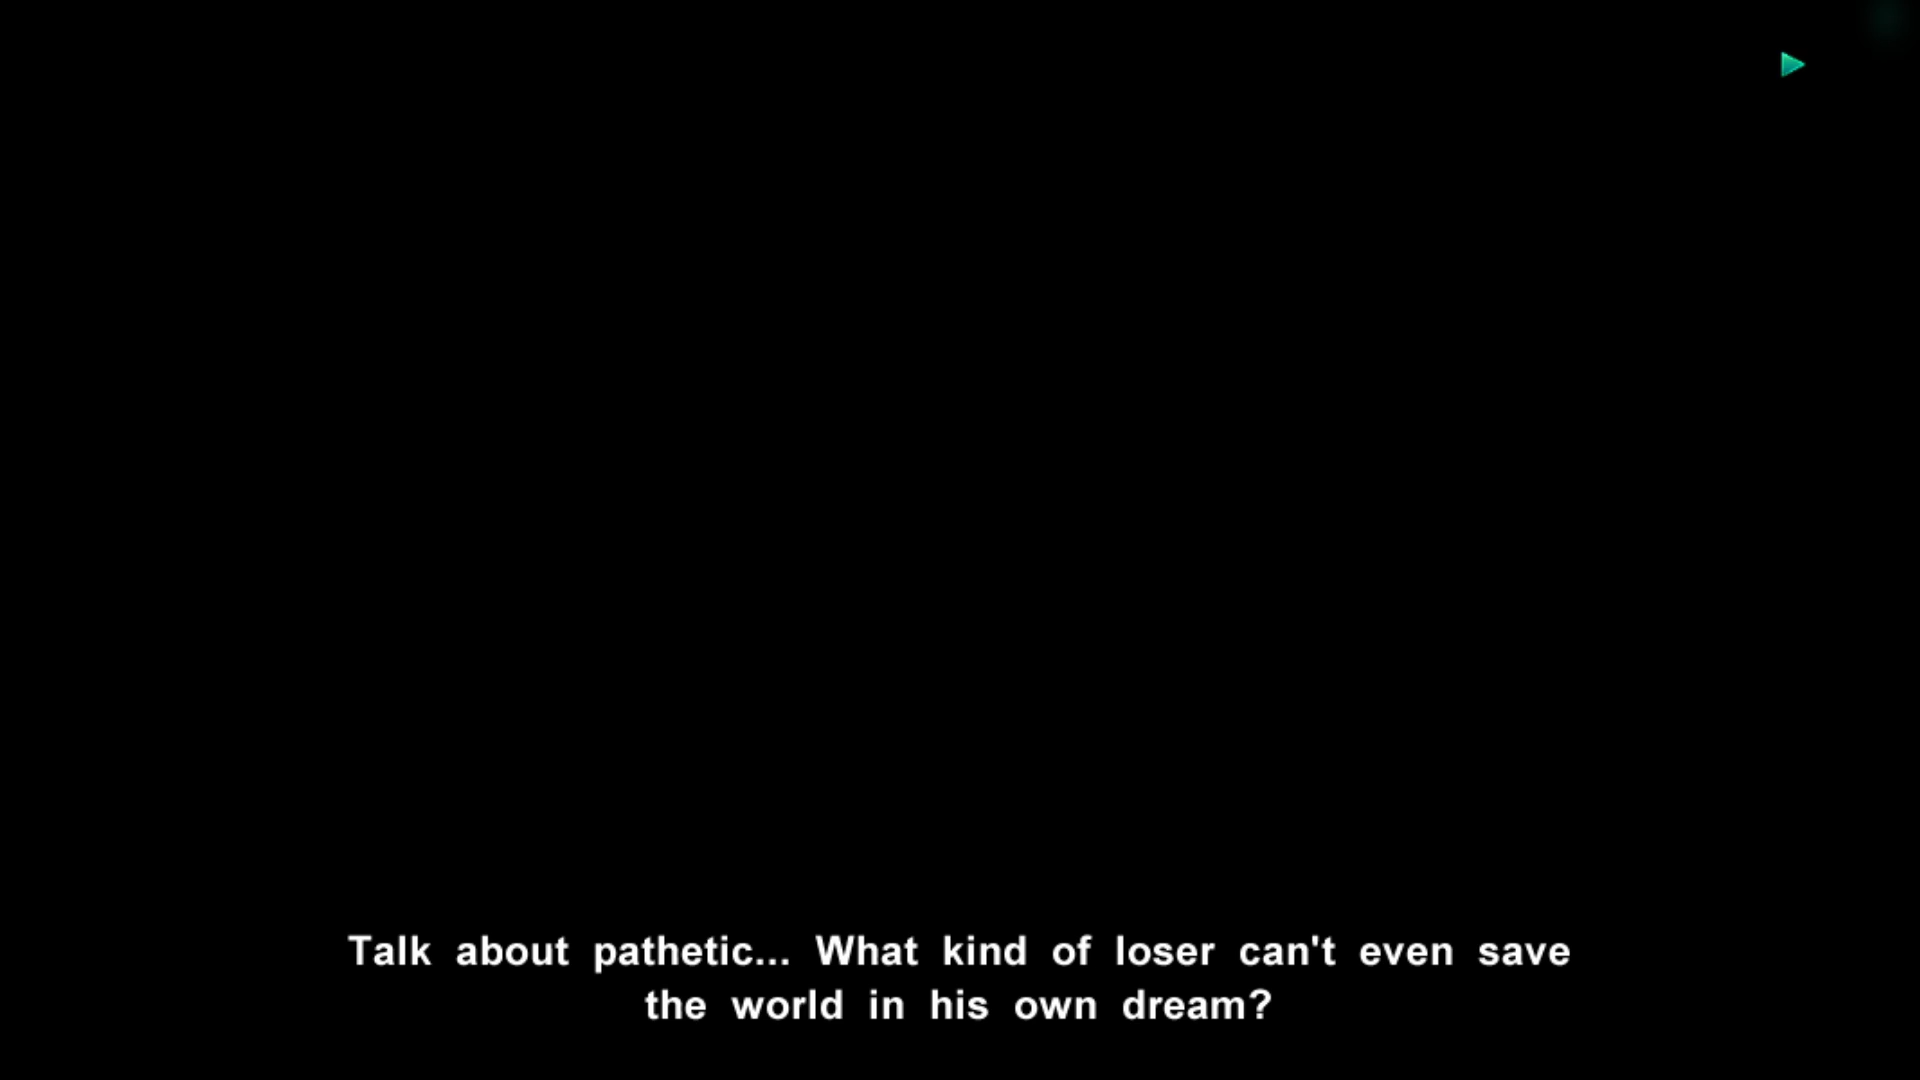 Talk about pathetic... What kind of loser can't even save
the world in his own dream?